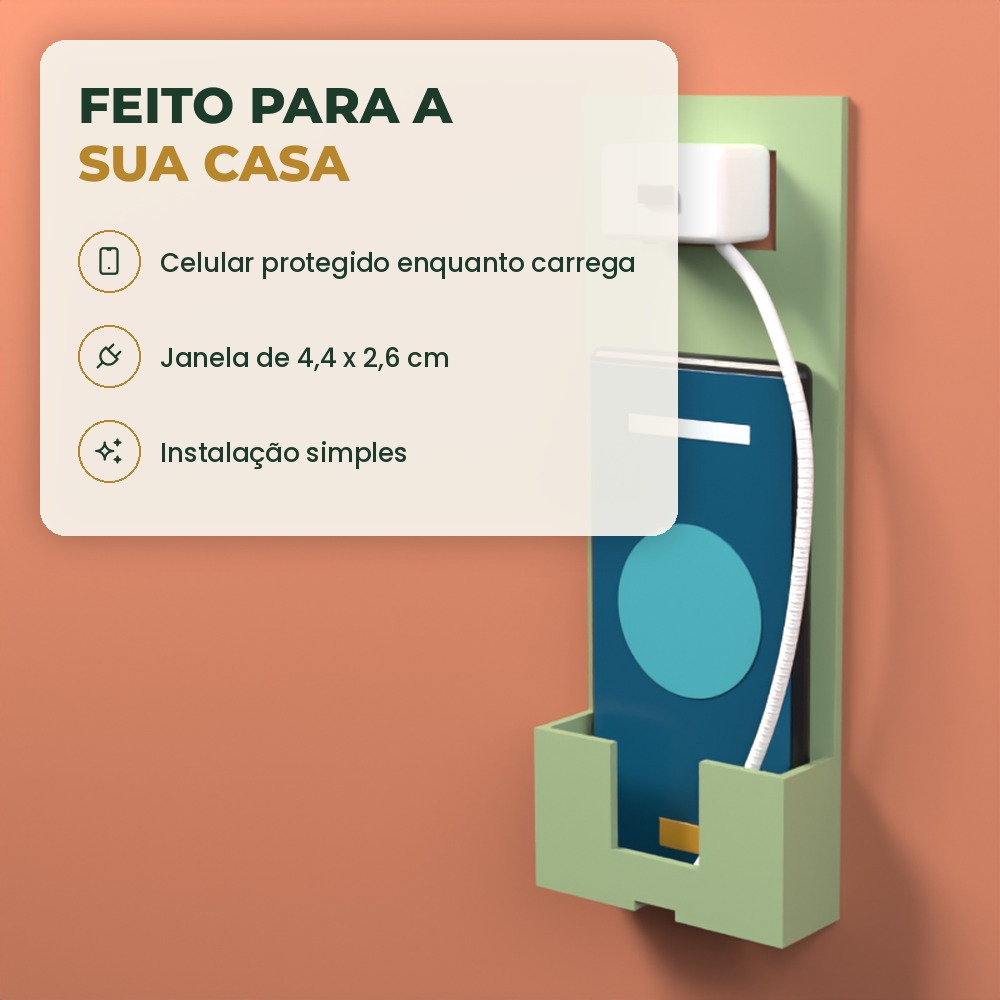 FEITO PARA A
SUA CASA
Celular protegido enquanto carrega
Janela de 4,4 x 2,6 cm
Instalação simples